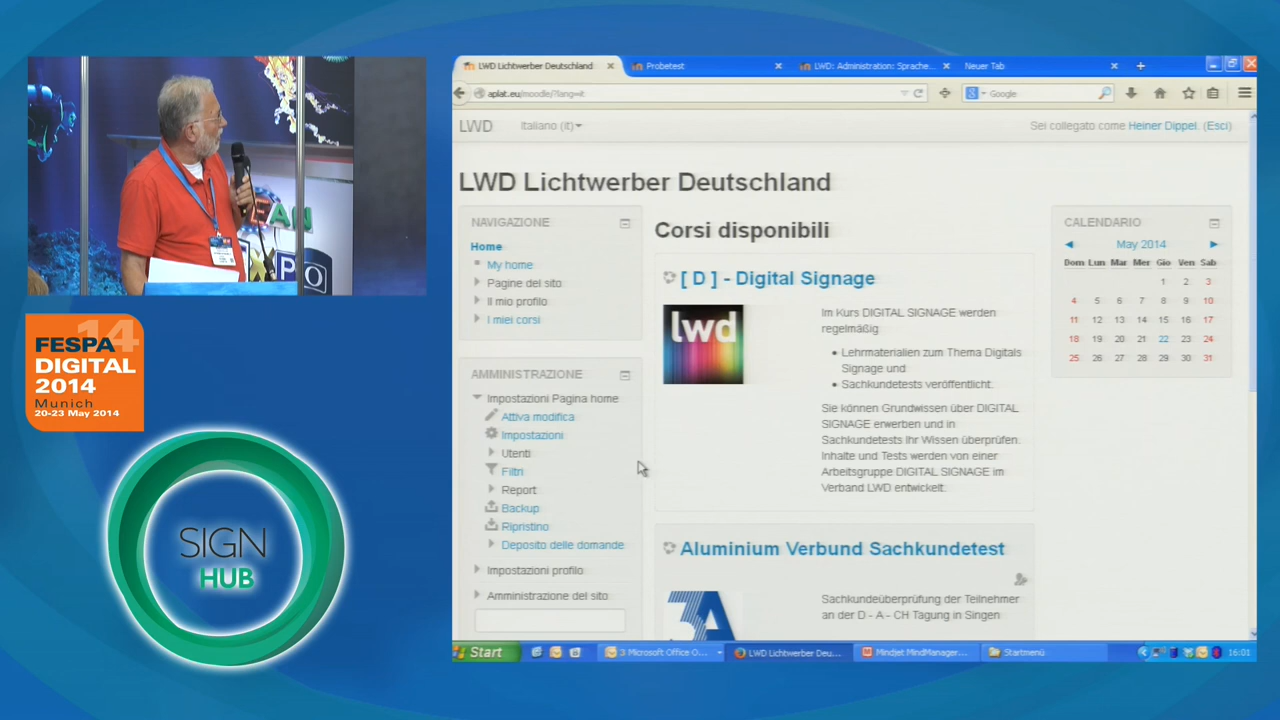 EAN
X
PO
FESPA 14
DIGITAL
2014
Munich
20-23 May 2014
SIGN
HUB
LWD Lichtwerber Deutschland
Probetest
LWD: Administration: Sprache...
Neuer Tab
aplat.eu/moodle/?lang=it
Google
LWD
Italiano (it)
Sei collegato come Heiner Dippel. (Esci)
LWD Lichtwerber Deutschland
NAVIGAZIONE
Home
My home
Pagine del sito
Il mio profilo
I miei corsi
AMMINISTRAZIONE
Impostazioni Pagina home
Attiva modifica
Impostazioni
Utenti
Filtri
Report
Backup
Ripristino
Deposito delle domande
Impostazioni profilo
Amministrazione del sito
Corsi disponibili
[ D ] - Digital Signage
lwd
Im Kurs DIGITAL SIGNAGE werden
regelmäßig
• Lehrmaterialien zum Thema Digitals
Signage und
• Sachkundetests veröffentlicht.
Sie können Grundwissen über DIGITAL
SIGNAGE erwerben und in
Sachkundetests Ihr Wissen überprüfen.
Inhalte und Tests werden von einer
Arbeitsgruppe DIGITAL SIGNAGE im
Verband LWD entwickelt.
Aluminium Verbund Sachkundetest
3A
Sachkundeüberprüfung der Teilnehmer
an der D - A - CH Tagung in Singen
CALENDARIO
May 2014
Dom Lun Mar Mer Gio Ven Sab
1 2 3
4 5 6 7 8 9 10
11 12 13 14 15 16 17
18 19 20 21 22 23 24
25 26 27 28 29 30 31
Start
3 Microsoft Office O...
LWD Lichtwerber Deu...
Mindjet MindManager...
Startmenü
16:01